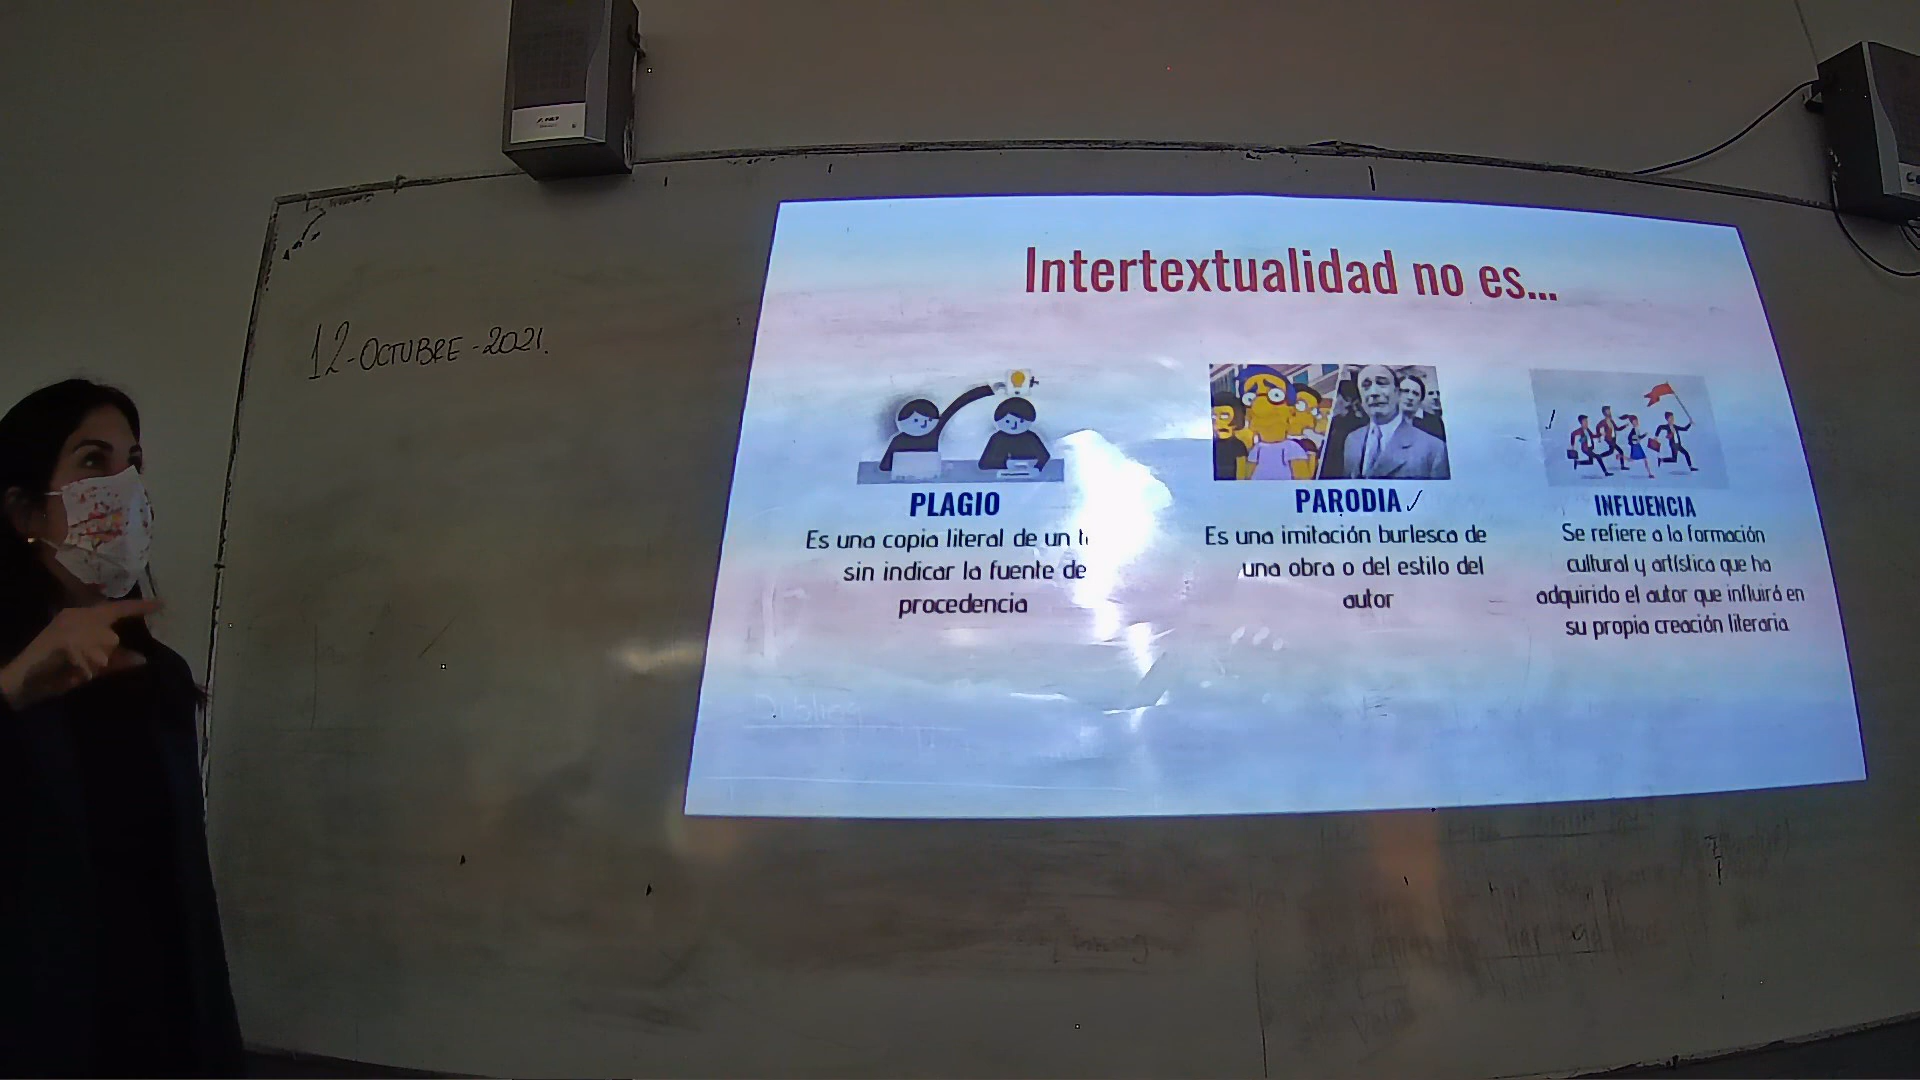 12-OCTUBRE-2021.
Intertextualidad no es...
PLAGIO
Es una copia literal de un
sin indicar la fuente de
procedencia
PARODIA
Es una imitación burlesca de
una obra o del estilo del
autor
INFLUENCIA
Se refiere a la formación
cultural y artística que ha
adquirido el autor que influirá en
su propia creación literaria